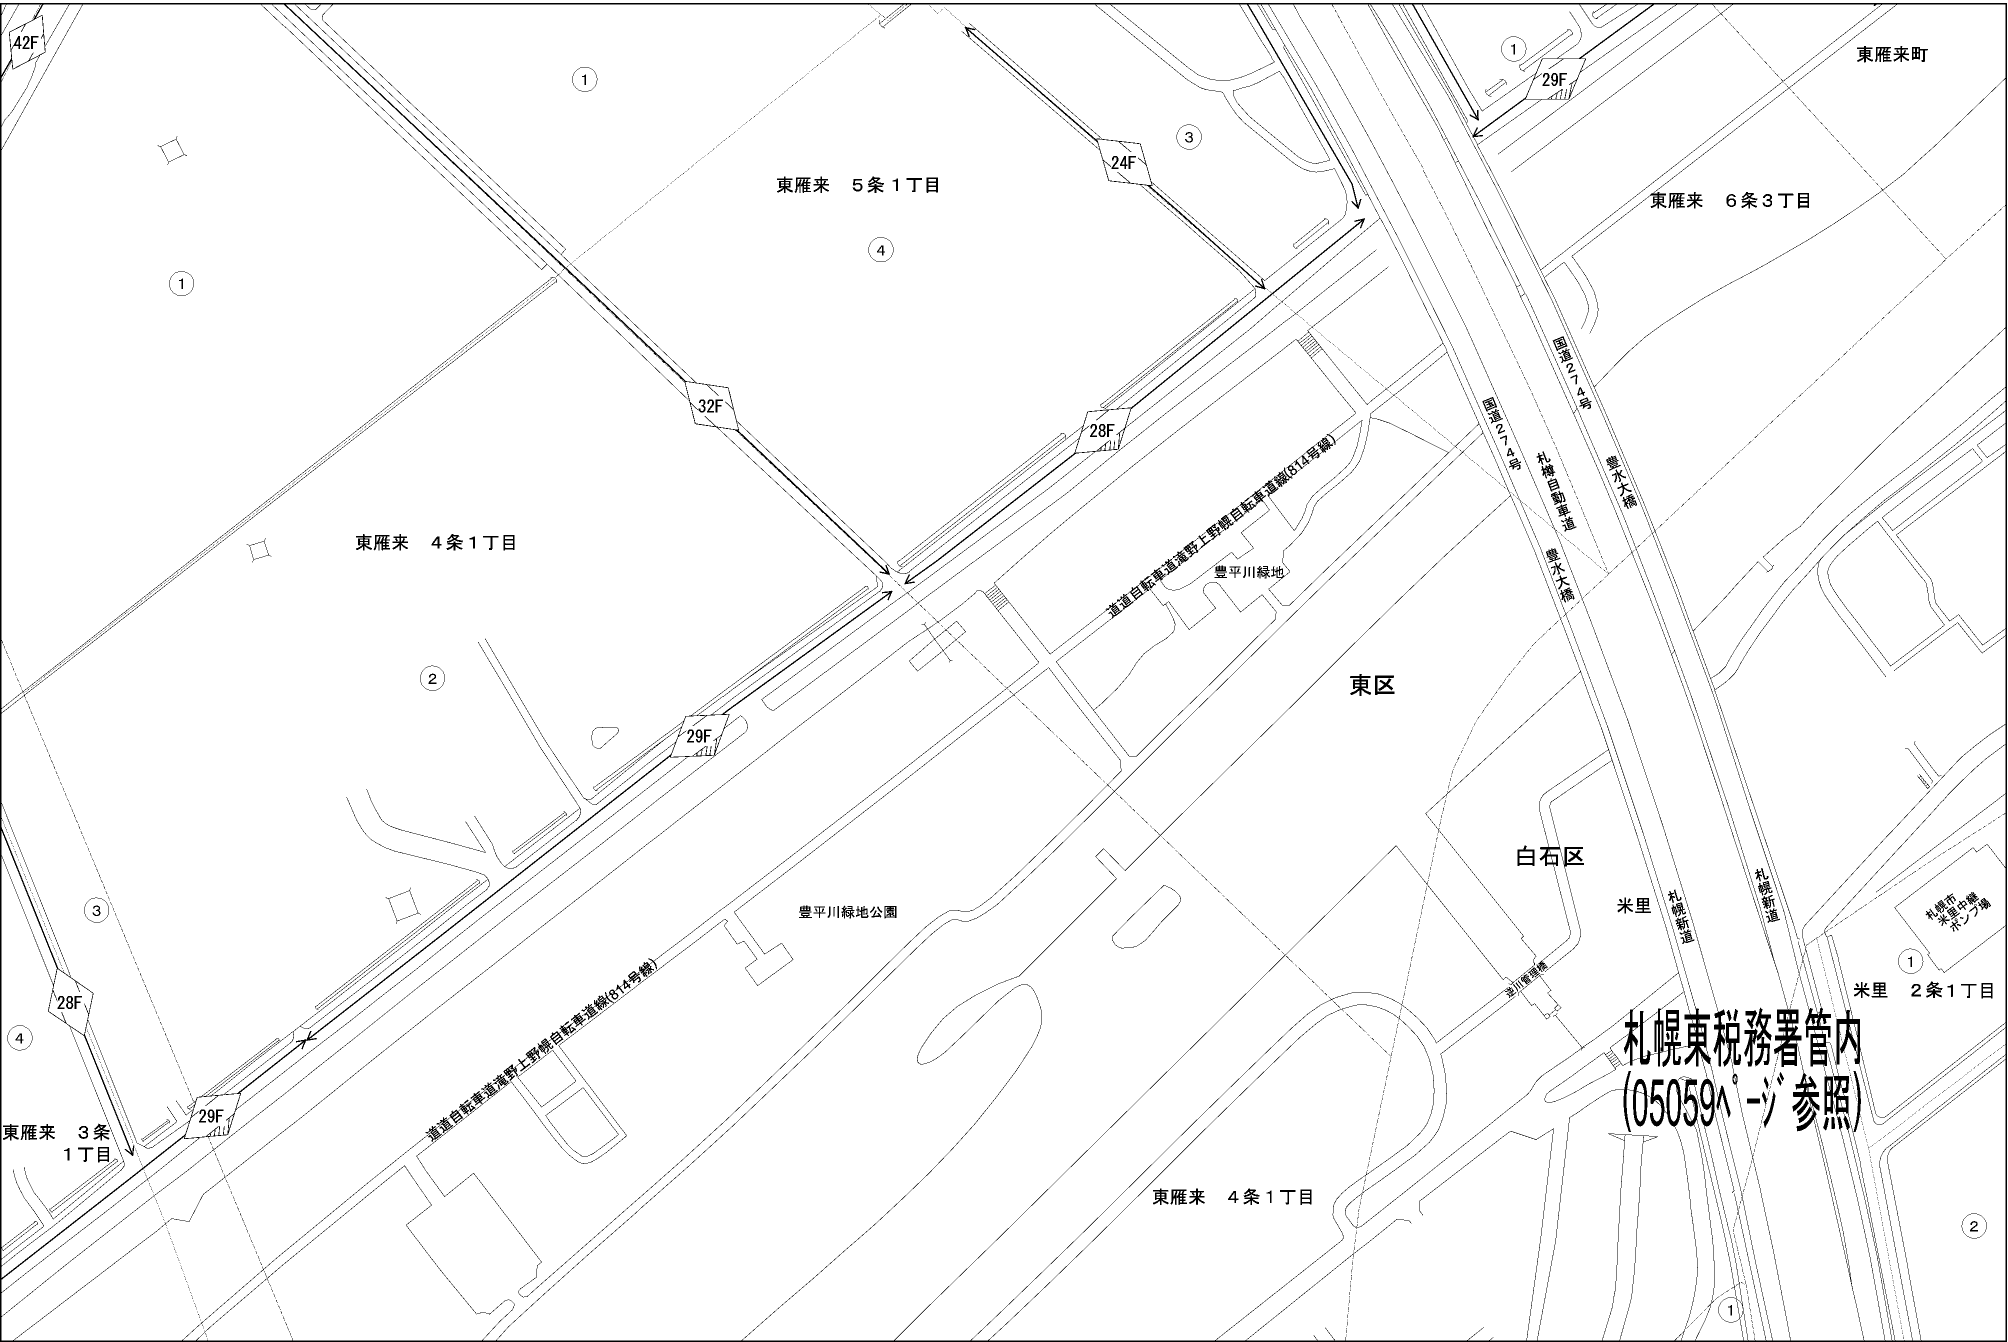 42F
①
①
29F
東雁来町
③
24F
東雁来　５条１丁目
東雁来　６条３丁目
④
①
32F
28F
国道２７４号
国道２７４号
札樽自動車道
豊水大橋
豊水大橋
道道自転車道滝野上野幌自転車道線(814号線)
豊平川緑地
東雁来　４条１丁目
②
東区
29F
白石区
米里
札幌新道
札幌新道
札幌市
米里中継
ポンプ場
③
豊平川緑地公園
①
米里　２条１丁目
逆川管理橋
28F
④
道道自転車道滝野上野幌自転車道線(814号線)
札幌東税務署管内
(05059ﾍﾟｰｼﾞ参照)
29F
東雁来　３条
１丁目
東雁来　４条１丁目
②
①